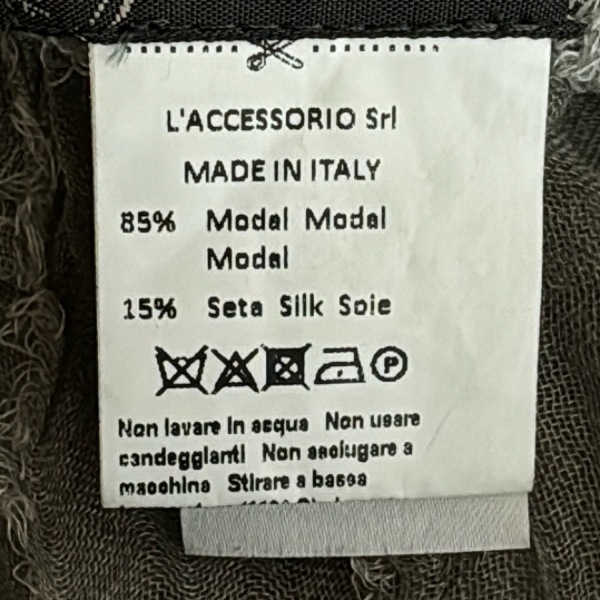 L'ACCESSORIO Srl
MADE IN ITALY
85% Modal Modal
Modal
15% Seta Silk Soie
P
Non lavare in acqua Non usare
candeggianti Non asciugare a
macchina Stirare a bassa